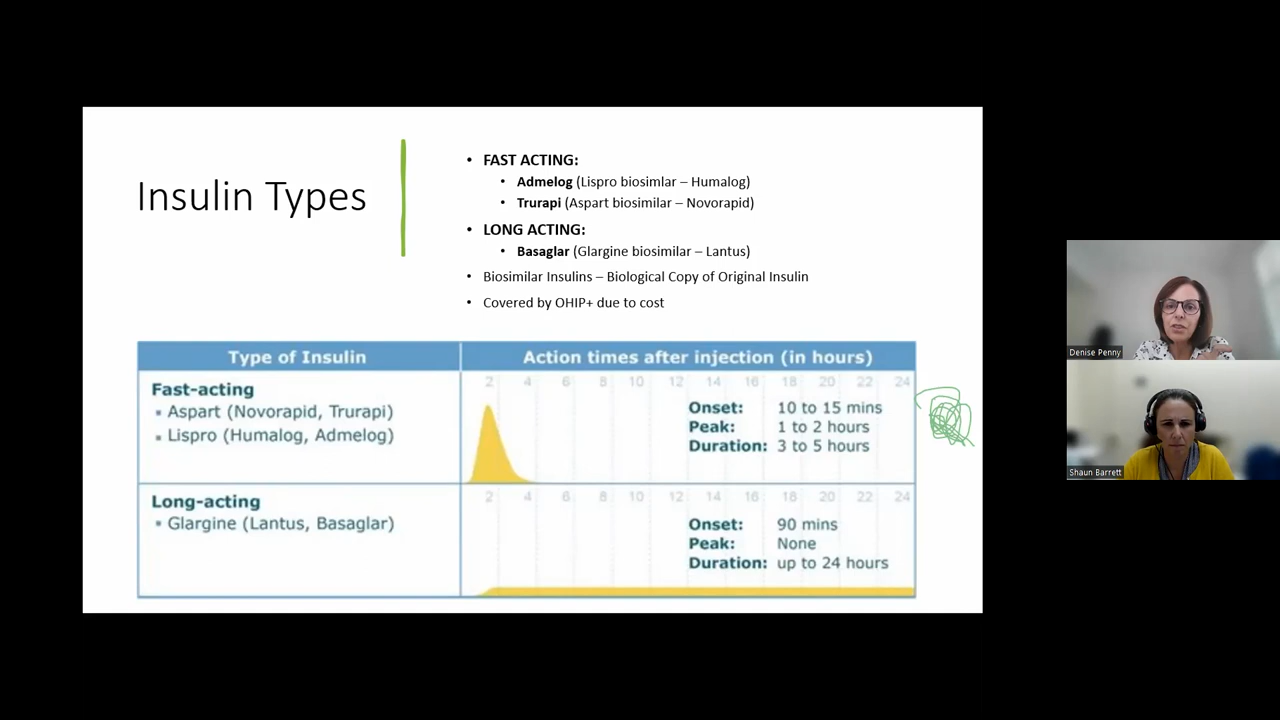 Insulin Types
• FAST ACTING:
• Admelog (Lispro biosimlar – Humalog)
• Trurapi (Aspart biosimilar – Novorapid)
• LONG ACTING:
• Basaglar (Glargine biosimilar – Lantus)
• Biosimilar Insulins – Biological Copy of Original Insulin
• Covered by OHIP+ due to cost
Type of Insulin
Action times after injection (in hours)
Fast-acting
▪ Aspart (Novorapid, Trurapi)
▪ Lispro (Humalog, Admelog)
2 4 6 8 10 12 14 16 18 20 22 24
Onset: 10 to 15 mins
Peak: 1 to 2 hours
Duration: 3 to 5 hours
Long-acting
▪ Glargine (Lantus, Basaglar)
2 4 6 8 10 12 14 16 18 20 22 24
Onset: 90 mins
Peak: None
Duration: up to 24 hours
Denise Penny
Shaun Barrett